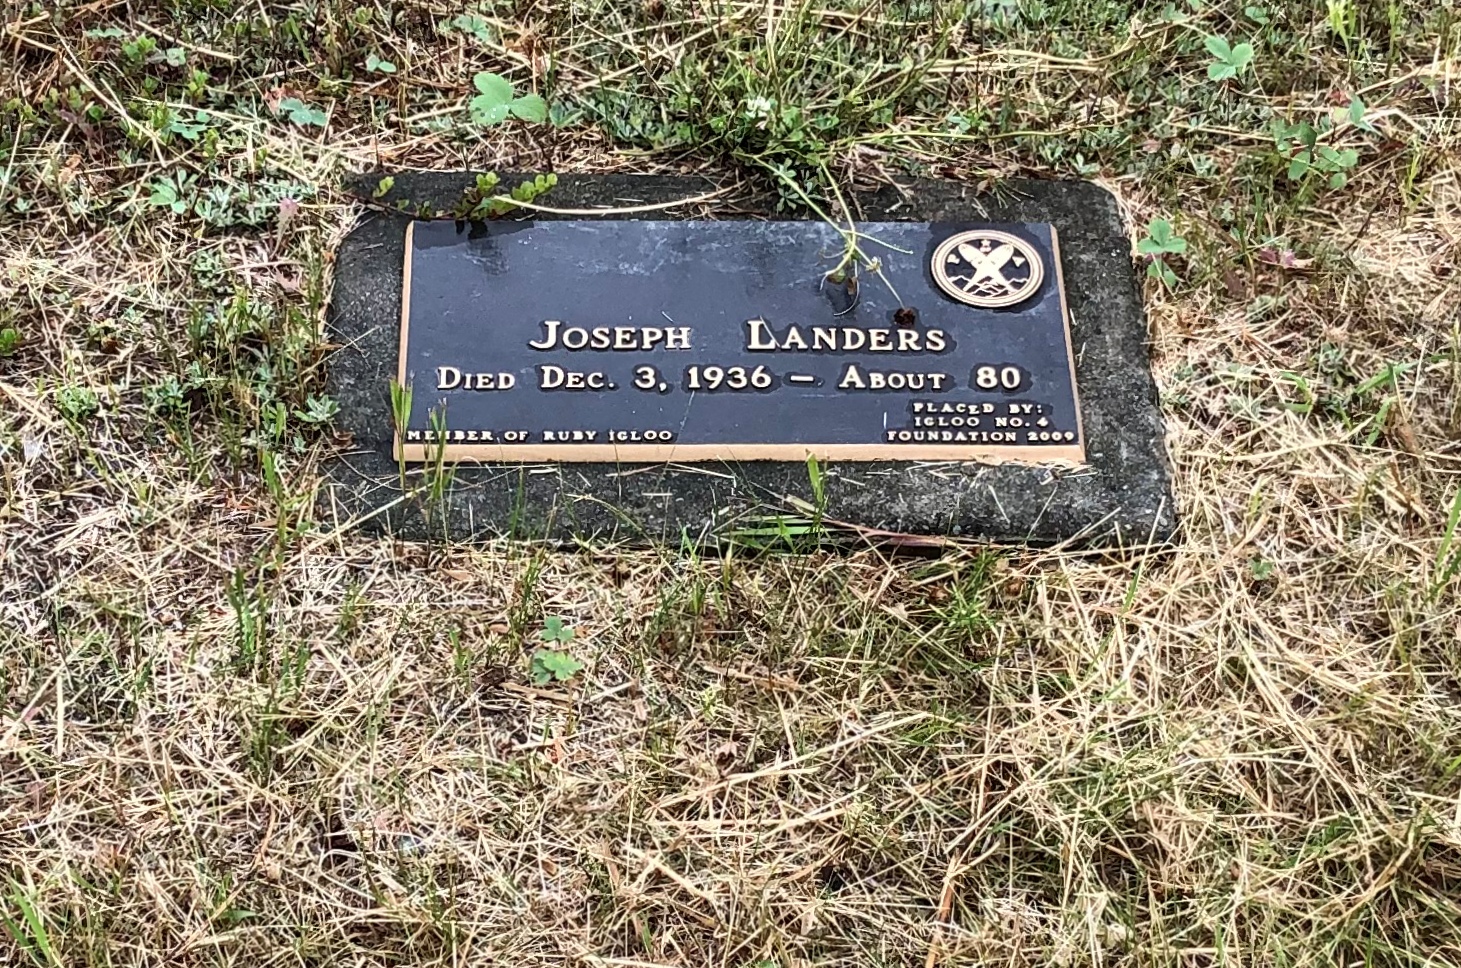 JOSEPH LANDERS
DIED DEC. 3, 1936 – ABOUT 80
PLACED BY:
IGLOO NO. 4
MEMBER OF RUBY IGLOO
FOUNDATION 2009